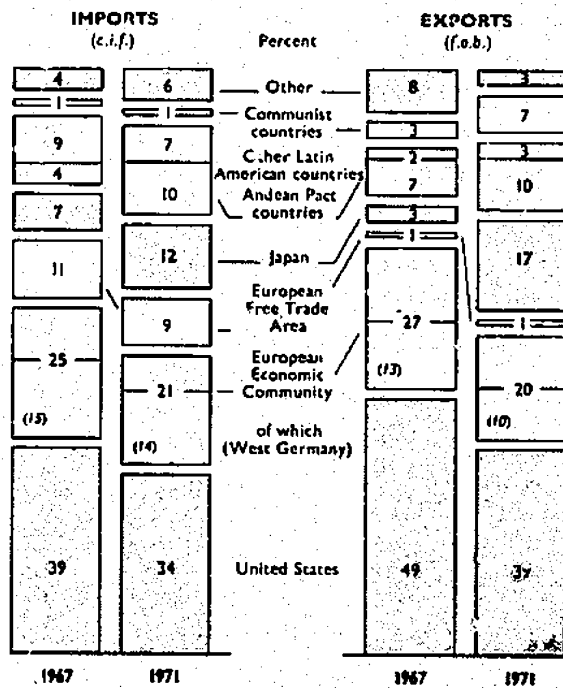 IMPORTS
(c.i.f.)
Percent
EXPORTS
(f.o.b.)
4 6 Other 8 3
1 1 Communist
countries 3 7
9 7 Other Latin
American countries 2 3
4 10 Andean Pact
countries 7 10
7 12 Japan 3 17
11 9 European
Free Trade
Area 1 1
25 21 European
Economic
Community 27 20
(15) (14) of which
(West Germany) (13) (10)
39 34 United States 49 39
1967 1971 1967 1971